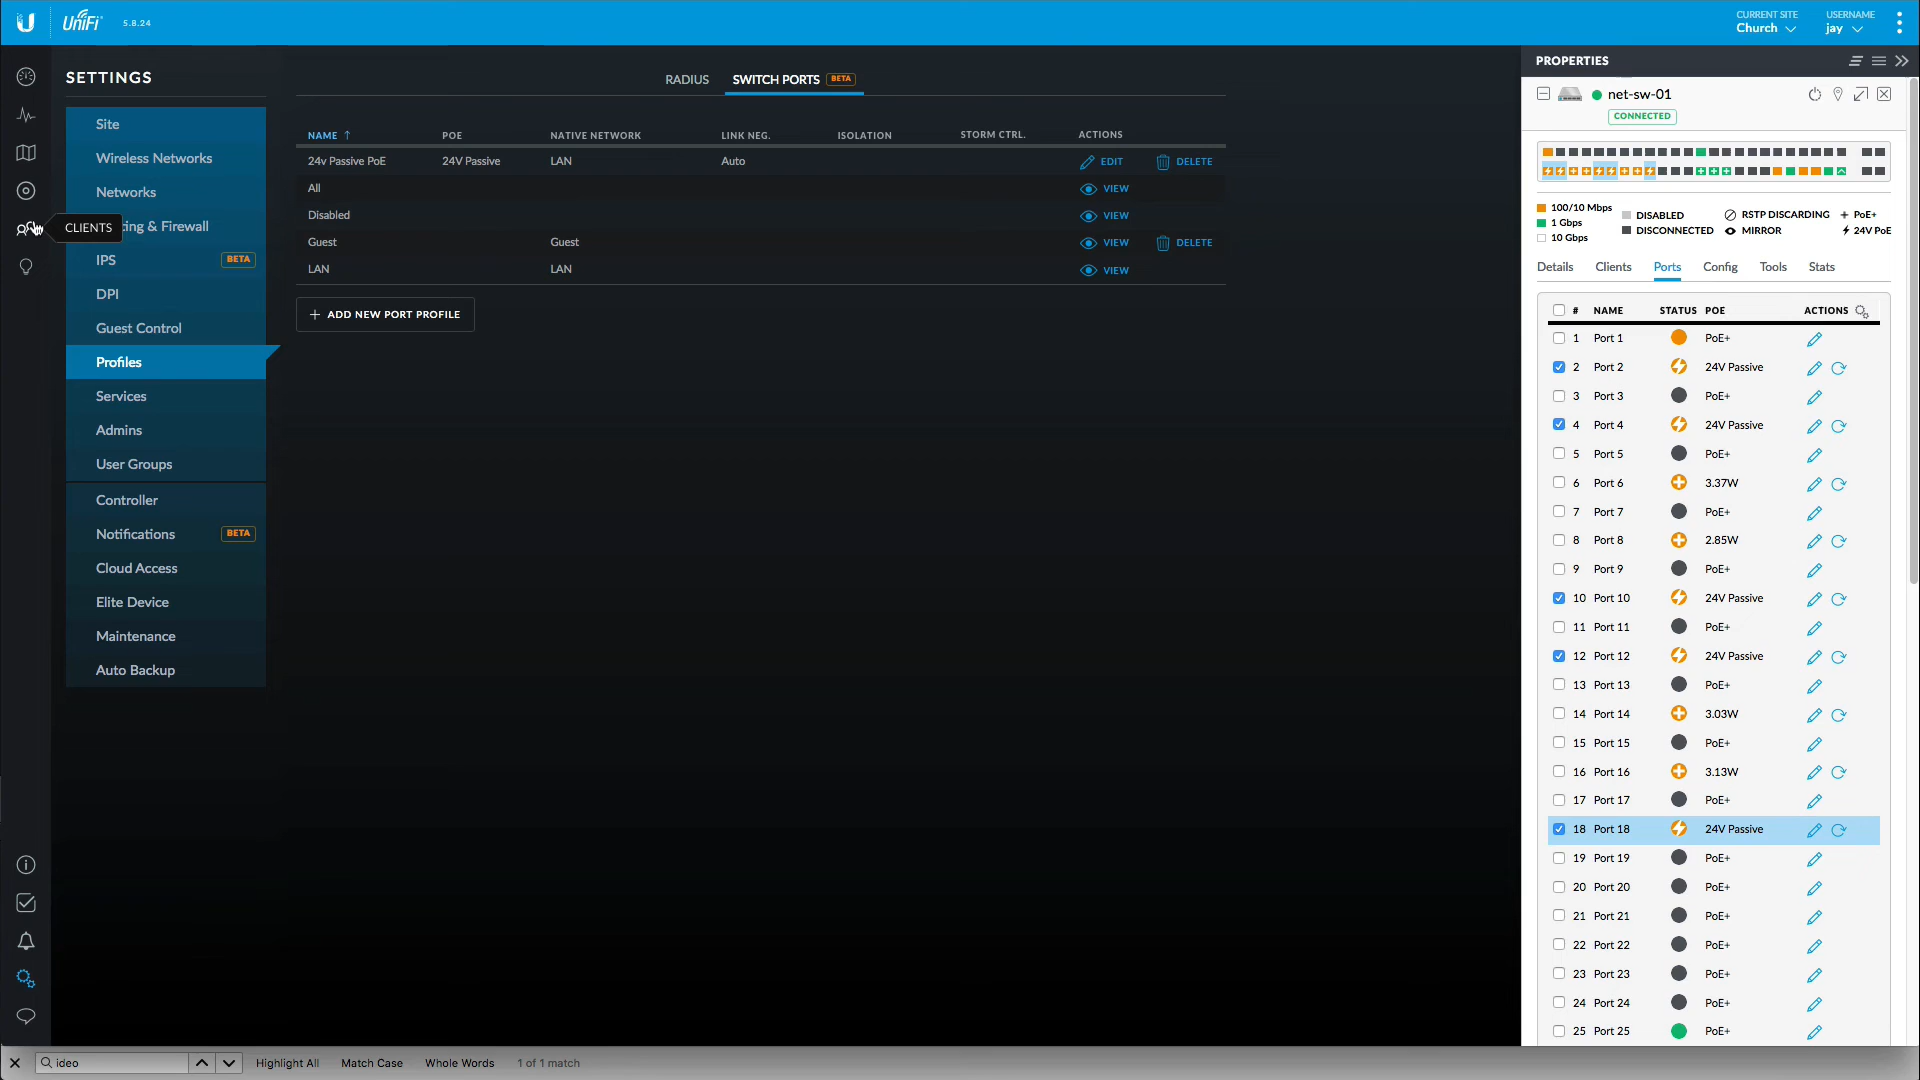 UniFi 5.8.24
CURRENT SITE
Church
USERNAME
jay
SETTINGS
Site
Wireless Networks
Networks
CLIENTS
ting & Firewall
IPS BETA
DPI
Guest Control
Profiles
Services
Admins
User Groups
Controller
Notifications BETA
Cloud Access
Elite Device
Maintenance
Auto Backup
RADIUS SWITCH PORTS BETA
NAME ↑ POE NATIVE NETWORK LINK NEG. ISOLATION STORM CTRL. ACTIONS
24v Passive PoE 24V Passive LAN Auto EDIT DELETE
All VIEW
Disabled VIEW
Guest Guest VIEW DELETE
LAN LAN VIEW
+ ADD NEW PORT PROFILE
PROPERTIES
net-sw-01
CONNECTED
100/10 Mbps
1 Gbps
10 Gbps
DISABLED
DISCONNECTED
RSTP DISCARDING
MIRROR
+ PoE+
24V PoE
Details Clients Ports Config Tools Stats
# NAME STATUS POE ACTIONS
1 Port 1 PoE+
2 Port 2 24V Passive
3 Port 3 PoE+
4 Port 4 24V Passive
5 Port 5 PoE+
6 Port 6 3.37W
7 Port 7 PoE+
8 Port 8 2.85W
9 Port 9 PoE+
10 Port 10 24V Passive
11 Port 11 PoE+
12 Port 12 24V Passive
13 Port 13 PoE+
14 Port 14 3.03W
15 Port 15 PoE+
16 Port 16 3.13W
17 Port 17 PoE+
18 Port 18 24V Passive
19 Port 19 PoE+
20 Port 20 PoE+
21 Port 21 PoE+
22 Port 22 PoE+
23 Port 23 PoE+
24 Port 24 PoE+
25 Port 25 PoE+
ideo Highlight All Match Case Whole Words 1 of 1 match